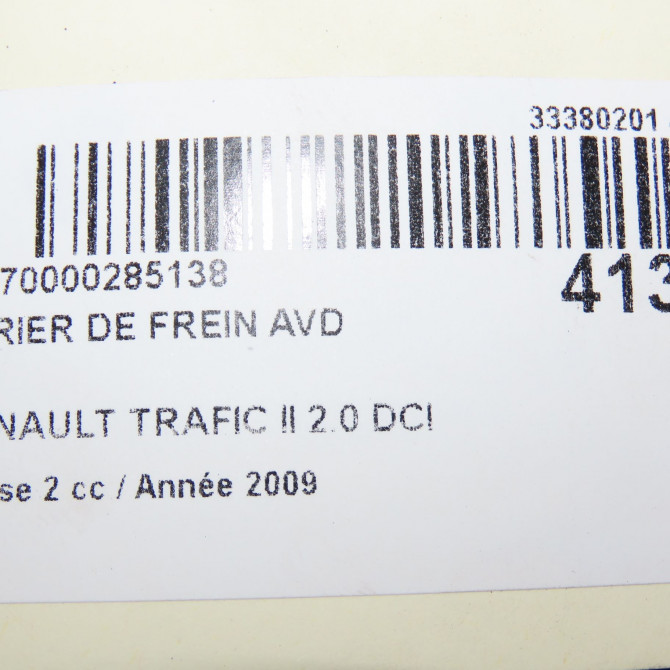 33380201
70000285138
413
RIER DE FREIN AVD
NAULT TRAFIC II 2.0 DCI
se 2 cc / Année 2009